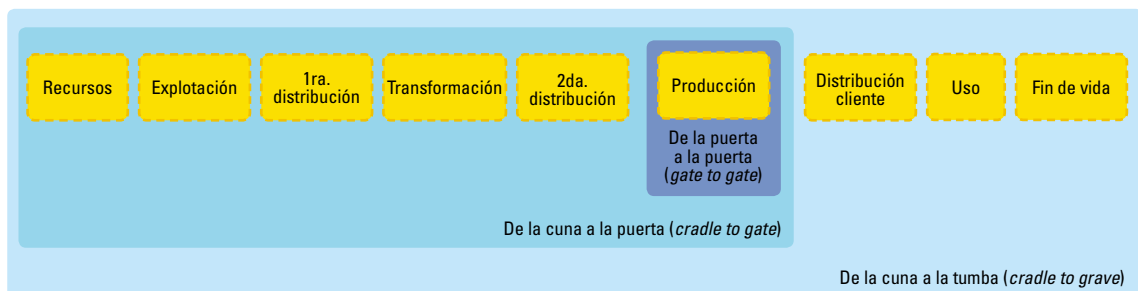 Recursos
Explotación
1ra.
distribución
Transformación
2da.
distribución
Producción
Distribución
cliente
Uso
Fin de vida
De la puerta
a la puerta
(gate to gate)
De la cuna a la puerta (cradle to gate)
De la cuna a la tumba (cradle to grave)